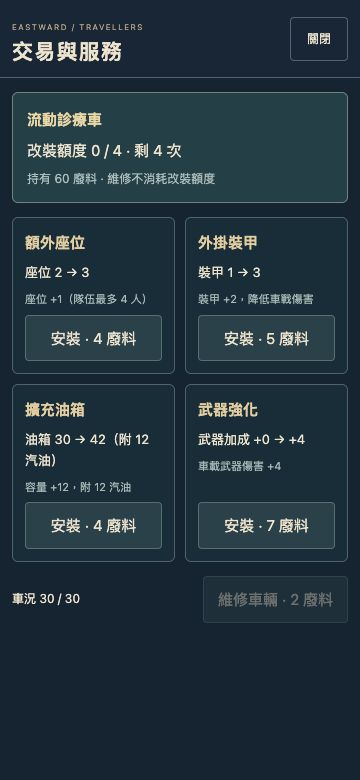 EASTWARD / TRAVELLERS
交易與服務
關閉
流動診療車
改裝額度 0 / 4 · 剩 4 次
持有 60 廢料 · 維修不消耗改裝額度
額外座位
座位 2 → 3
座位 +1（隊伍最多 4 人）
安裝 · 4 廢料
外掛裝甲
裝甲 1 → 3
裝甲 +2，降低車戰傷害
安裝 · 5 廢料
擴充油箱
油箱 30 → 42（附 12
汽油）
容量 +12，附 12 汽油
安裝 · 4 廢料
武器強化
武器加成 +0 → +4
車載武器傷害 +4
安裝 · 7 廢料
車況 30 / 30
維修車輛 · 2 廢料